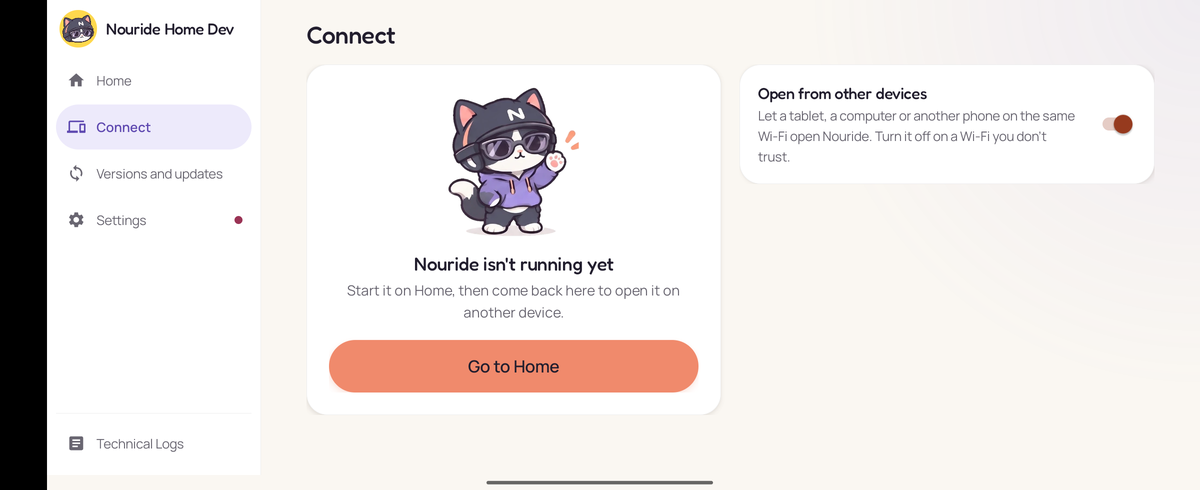 Nouride Home Dev
Home
Connect
Versions and updates
Settings
Technical Logs
Connect
N
Nouride isn't running yet
Start it on Home, then come back here to open it on
another device.
Go to Home
Open from other devices
Let a tablet, a computer or another phone on the same
Wi-Fi open Nouride. Turn it off on a Wi-Fi you don't
trust.